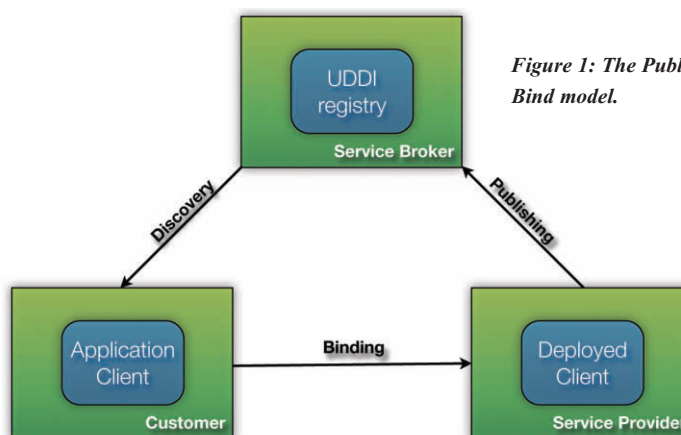 UDDI
registry
Service Broker
Figure 1: The Publ
Bind model.
Discovery
Publishing
Application
Client
Customer
Binding
Deployed
Client
Service Provider